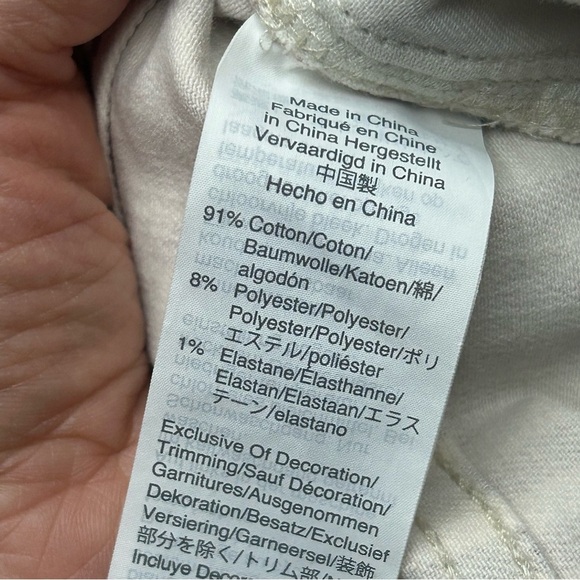 Made in China
Fabriqué en Chine
in China Hergestellt
Vervaardigd in China
中国製
Hecho en China
91% Cotton/Coton/
Baumwolle/Katoen/綿/
algodón
8% Polyester/Polyester/
Polyester/Polyester/ポリ
エステル/poliéster
1% Elastane/Élasthanne/
Elastan/Elastaan/エラス
テーン/elastano
Exclusive Of Decoration/
Trimming/Sauf Décoration/
Garnitures/Ausgenommen
Dekoration/Besatz/Exclusief
Versiering/Garneersel/装飾
部分を除く/トリム部/
Incluye Decor